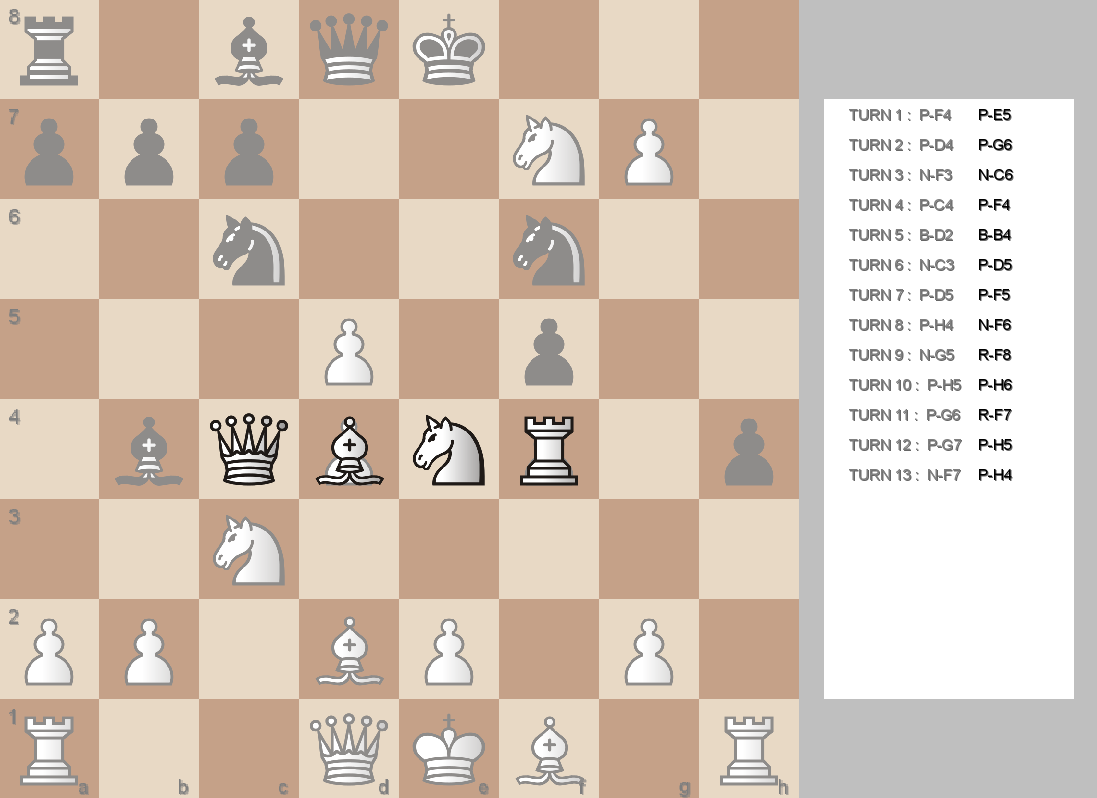 8
7
6
5
4
3
2
1
a b c d e f g h
TURN 1 : P-F4 P-E5
TURN 2 : P-D4 P-G6
TURN 3 : N-F3 N-C6
TURN 4 : P-C4 P-F4
TURN 5 : B-D2 B-B4
TURN 6 : N-C3 P-D5
TURN 7 : P-D5 P-F5
TURN 8 : P-H4 N-F6
TURN 9 : N-G5 R-F8
TURN 10 : P-H5 P-H6
TURN 11 : P-G6 R-F7
TURN 12 : P-G7 P-H5
TURN 13 : N-F7 P-H4